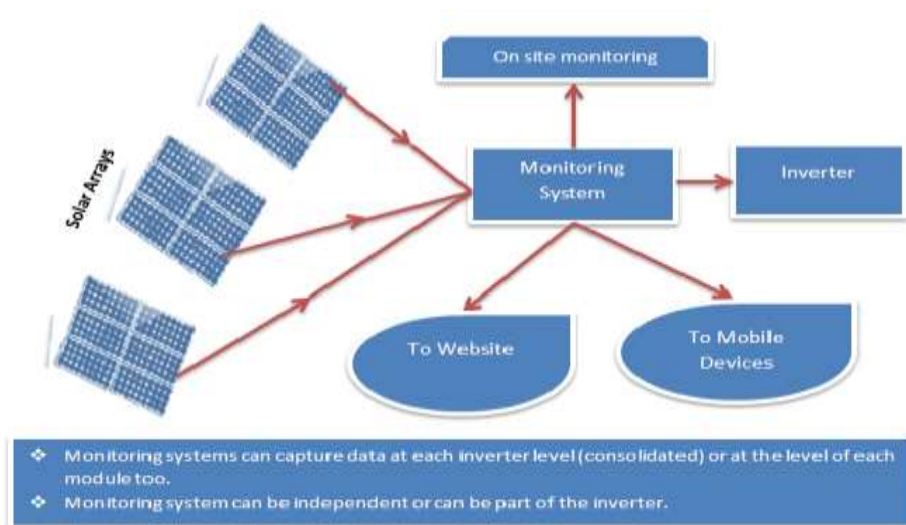 On site monitoring
Solar Arrays
Monitoring
System
Inverter
To Website
To Mobile
Devices
❖ Monitoring systems can capture data at each inverter level (consolidated) or at the level of each
module too.
❖ Monitoring system can be independent or can be part of the inverter.